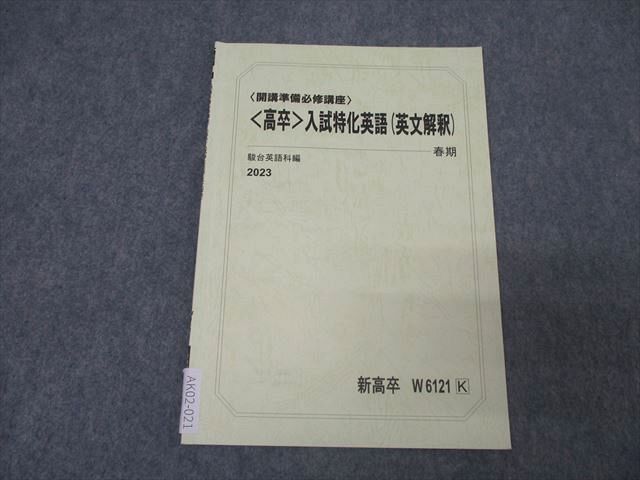 〈開講準備必修講座〉
＜高卒＞入試特化英語(英文解釈)
春期
駿台英語科編
2023
新高卒 W6121 K
AK02-021